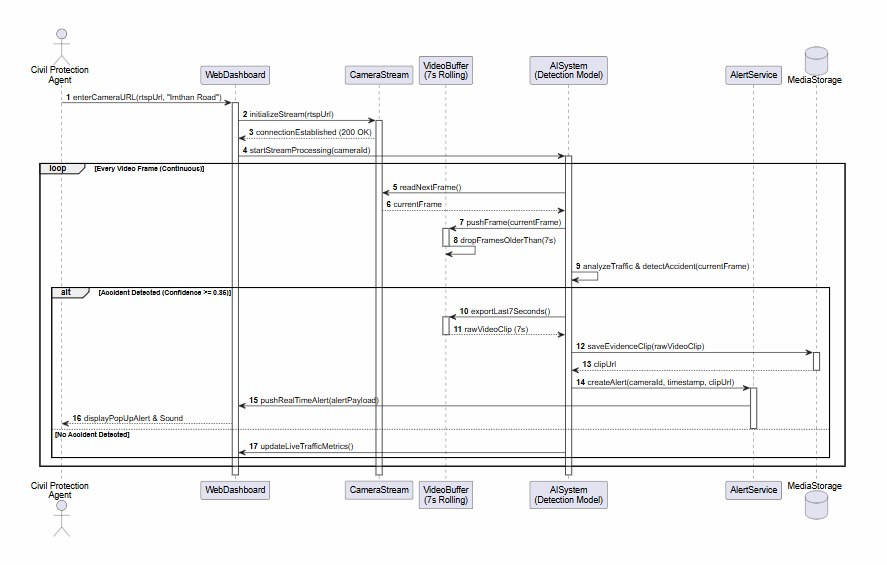 Civil Protection
Agent
WebDashboard
CameraStream
VideoBuffer
(7s Rolling)
AISystem
(Detection Model)
AlertService
MediaStorage
1 enterCameraURL(rtspUrl, "Imthan Road")
2 initializeStream(rtspUrl)
3 connectionEstablished (200 OK)
4 startStreamProcessing(cameraId)
loop [Every Video Frame (Continuous)]
5 readNextFrame()
6 currentFrame
7 pushFrame(currentFrame)
8 dropFramesOlderThan(7s)
9 analyzeTraffic & detectAccident(currentFrame)
alt [Accident Detected (Confidence >= 0.85)]
10 exportLast7Seconds()
11 rawVideoClip (7s)
12 saveEvidenceClip(rawVideoClip)
13 clipUrl
14 createAlert(cameraId, timestamp, clipUrl)
15 pushRealTimeAlert(alertPayload)
16 displayPopUpAlert & Sound
[No Accident Detected]
17 updateLiveTrafficMetrics()
Civil Protection
Agent
WebDashboard
CameraStream
VideoBuffer
(7s Rolling)
AISystem
(Detection Model)
AlertService
MediaStorage